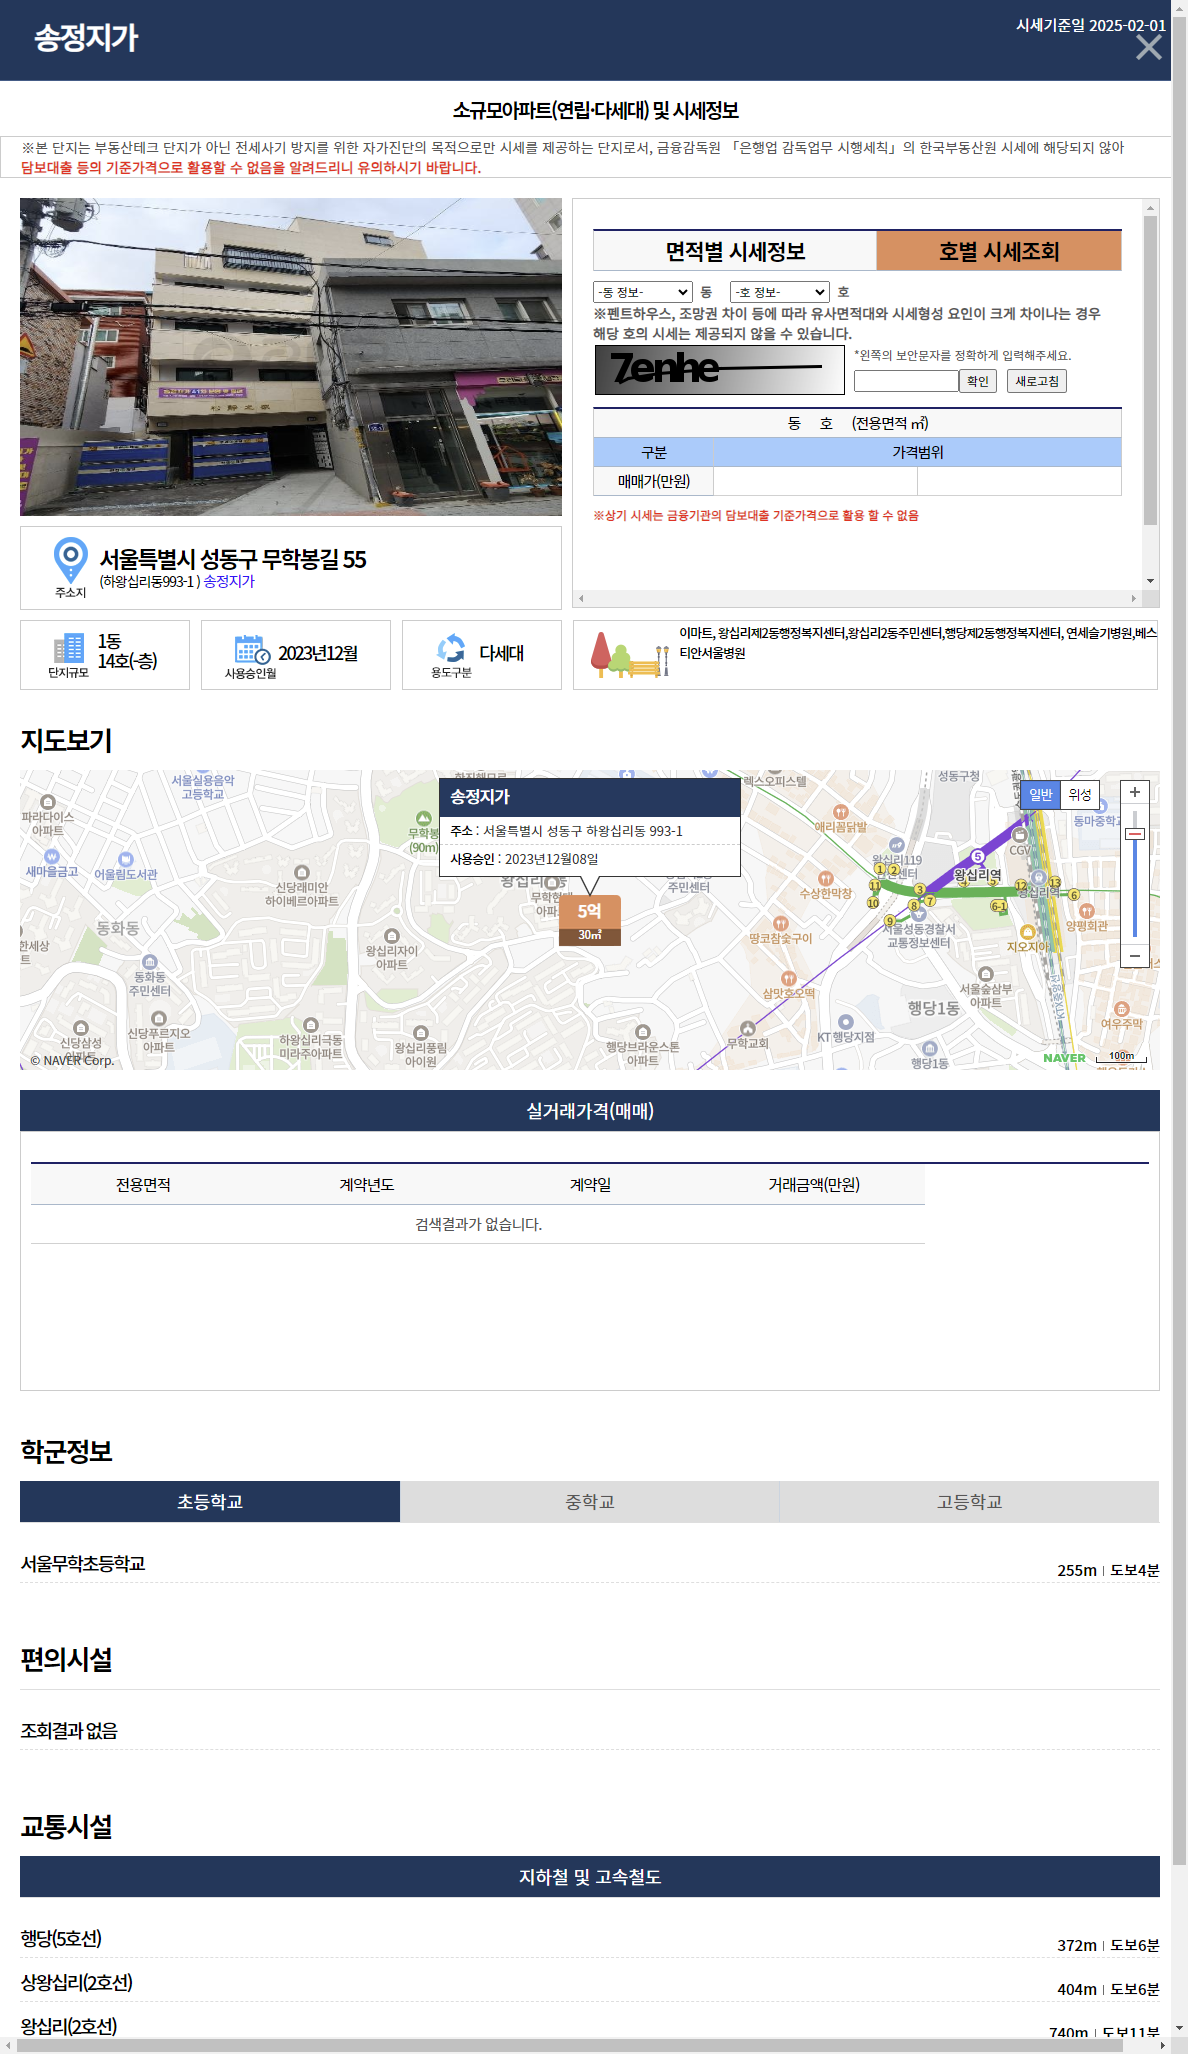 송정지가
시세기준일 2025-02-01
소규모아파트(연립·다세대) 및 시세정보
※본 단지는 부동산테크 단지가 아닌 전세사기 방지를 위한 자가진단의 목적으로만 시세를 제공하는 단지로서, 금융감독원 「은행업 감독업무 시행세칙」의 한국부동산원 시세에 해당되지 않아
담보대출 등의 기준가격으로 활용할 수 없음을 알려드리니 유의하시기 바랍니다.
면적별 시세정보 호별 시세조회
-동 정보- 동 -호 정보- 호
※펜트하우스, 조망권 차이 등에 따라 유사면적대와 시세형성 요인이 크게 차이나는 경우
해당 호의 시세는 제공되지 않을 수 있습니다.
7enhe
*왼쪽의 보안문자를 정확하게 입력해주세요.
확인 새로고침
동 호 (전용면적 ㎡)
구분 가격범위
매매가(만원)
※상기 시세는 금융기관의 담보대출 기준가격으로 활용 할 수 없음
주소지
서울특별시 성동구 무학봉길 55
(하왕십리동993-1 ) 송정지가
단지규모
1동
14호(-층)
사용승인월
2023년12월
용도구분
다세대
이마트, 왕십리제2동행정복지센터,왕십리2동주민센터,행당제2동행정복지센터, 연세슬기병원,베스
티안서울병원
지도보기
서울실용음악
고등학교
파라다이스
아파트
새마을금고
어울림도서관
무학봉
(90m)
신당래미안
하이베르아파트
동화동
한세상
동화동
주민센터
왕십리자이
아파트
신당삼성
신당푸르지오
아파트
하왕십리극동
미라주아파트
왕십리풍림
아이원
© NAVER Corp.
송정지가
주소 : 서울특별시 성동구 하왕십리동 993-1
사용승인 : 2023년12월08일
5억
30㎡
주민센터
렉스오피스텔
성동구청
애리꼼닭발
왕십리119
수상한막창
땅코참숯구이
삼맛호오떡
서울성동경찰서
교통정보센터
행당브라운스톤
아파트
무학교회
KT행당지점
행당1동
행당1동
서울숲삼부
아파트
CGV
왕십리역
왕십리역
5
1 2
11
10
3
7
8
9
12
13
6
6-1
지오지아
양평회관
여우주막
동마중학교
일반 위성
NAVER
100m
실거래가격(매매)
전용면적 계약년도 계약일 거래금액(만원)
검색결과가 없습니다.
학군정보
초등학교 중학교 고등학교
서울무학초등학교 255m 도보4분
편의시설
조회결과 없음
교통시설
지하철 및 고속철도
행당(5호선) 372m 도보6분
상왕십리(2호선) 404m 도보6분
왕십리(2호선) 740m 도보11분